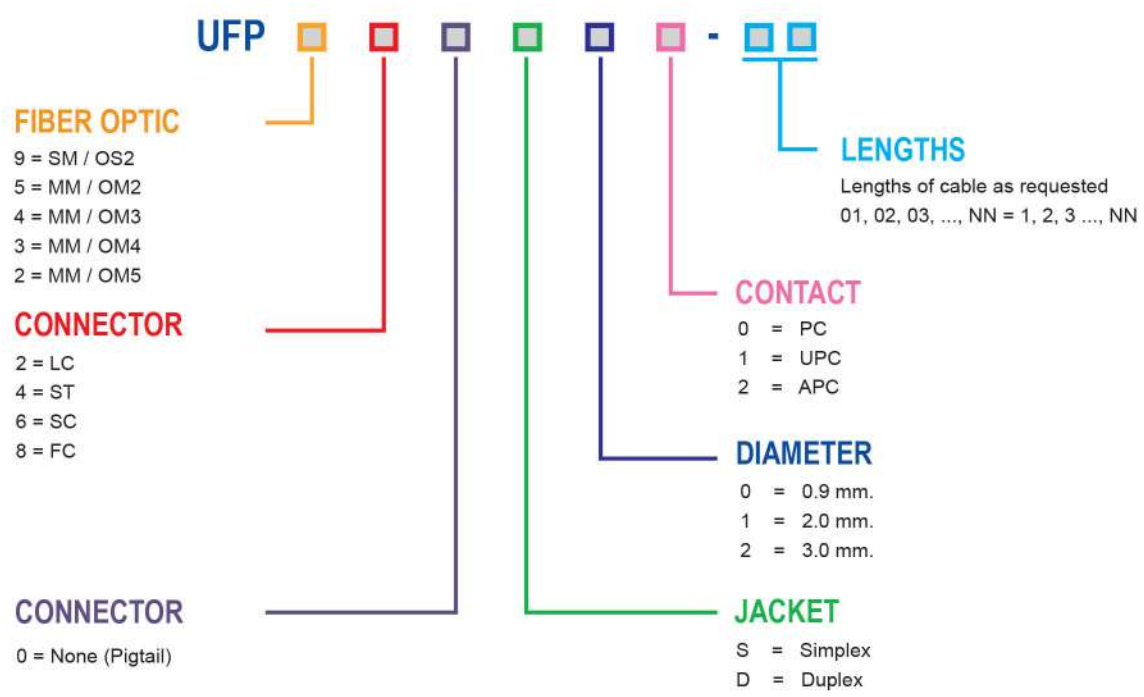 UFP -
FIBER OPTIC
9 = SM / OS2
5 = MM / OM2
4 = MM / OM3
3 = MM / OM4
2 = MM / OM5
CONNECTOR
2 = LC
4 = ST
6 = SC
8 = FC
CONNECTOR
0 = None (Pigtail)
LENGTHS
Lengths of cable as requested
01, 02, 03, ..., NN = 1, 2, 3 ..., NN
CONTACT
0 = PC
1 = UPC
2 = APC
DIAMETER
0 = 0.9 mm.
1 = 2.0 mm.
2 = 3.0 mm.
JACKET
S = Simplex
D = Duplex